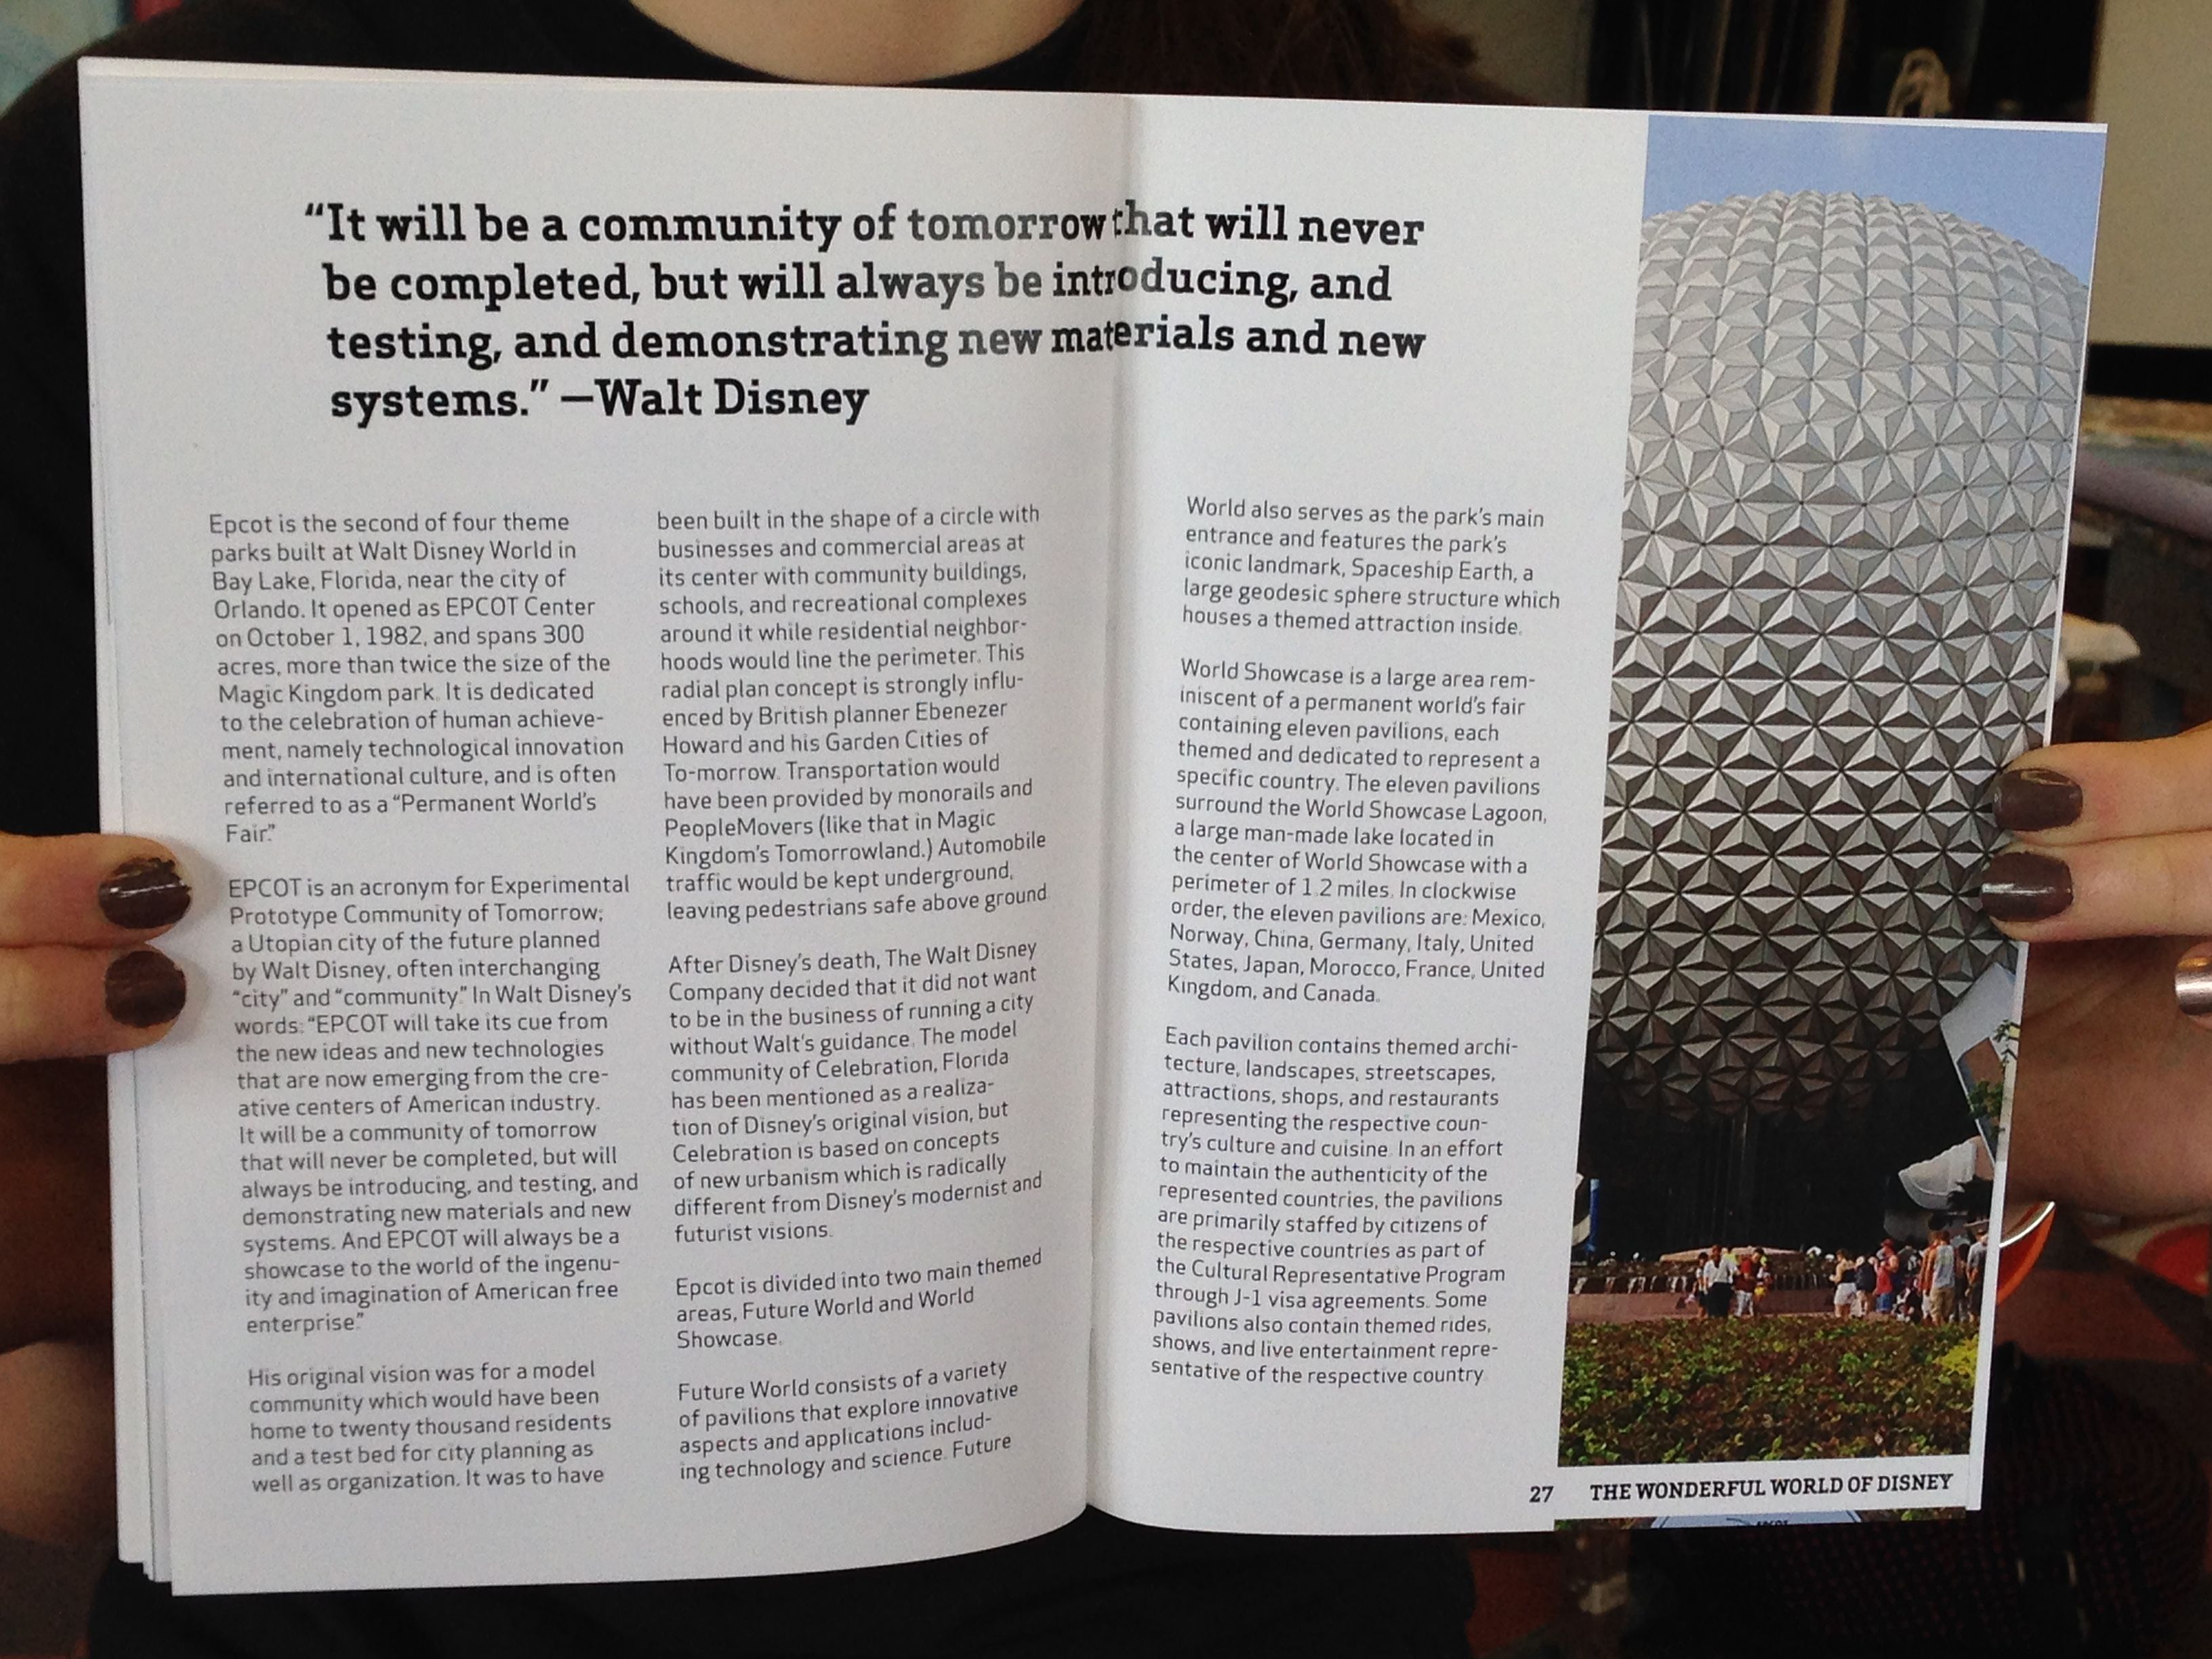 “It will be a community of tomorrow that will never
be completed, but will always be introducing, and
testing, and demonstrating new materials and new
systems.” —Walt Disney
Epcot is the second of four theme
parks built at Walt Disney World in
Bay Lake, Florida, near the city of
Orlando. It opened as EPCOT Center
on October 1, 1982, and spans 300
acres, more than twice the size of the
Magic Kingdom park. It is dedicated
to the celebration of human achieve-
ment, namely technological innovation
and international culture, and is often
referred to as a “Permanent World’s
Fair.”
EPCOT is an acronym for Experimental
Prototype Community of Tomorrow,
a Utopian city of the future planned
by Walt Disney, often interchanging
“city” and “community.” In Walt Disney’s
words: “EPCOT will take its cue from
the new ideas and new technologies
that are now emerging from the cre-
ative centers of American industry.
It will be a community of tomorrow
that will never be completed, but will
always be introducing, and testing, and
demonstrating new materials and new
systems. And EPCOT will always be a
showcase to the world of the ingenu-
ity and imagination of American free
enterprise.”
His original vision was for a model
community which would have been
home to twenty thousand residents
and a test bed for city planning as
well as organization. It was to have
been built in the shape of a circle with
businesses and commercial areas at
its center with community buildings,
schools, and recreational complexes
around it while residential neighbor-
hoods would line the perimeter. This
radial plan concept is strongly influ-
enced by British planner Ebenezer
Howard and his Garden Cities of
To-morrow. Transportation would
have been provided by monorails and
PeopleMovers (like that in Magic
Kingdom’s Tomorrowland.) Automobile
traffic would be kept underground,
leaving pedestrians safe above ground.
After Disney’s death, The Walt Disney
Company decided that it did not want
to be in the business of running a city
without Walt’s guidance. The model
community of Celebration, Florida
has been mentioned as a realiza-
tion of Disney’s original vision, but
Celebration is based on concepts
of new urbanism which is radically
different from Disney’s modernist and
futurist visions.
Epcot is divided into two main themed
areas, Future World and World
Showcase.
Future World consists of a variety
of pavilions that explore innovative
aspects and applications includ-
ing technology and science. Future
World also serves as the park’s main
entrance and features the park’s
iconic landmark, Spaceship Earth, a
large geodesic sphere structure which
houses a themed attraction inside.
World Showcase is a large area rem-
iniscent of a permanent world’s fair
containing eleven pavilions, each
themed and dedicated to represent a
specific country. The eleven pavilions
surround the World Showcase Lagoon,
a large man-made lake located in
the center of World Showcase with a
perimeter of 1.2 miles. In clockwise
order, the eleven pavilions are: Mexico,
Norway, China, Germany, Italy, United
States, Japan, Morocco, France, United
Kingdom, and Canada.
Each pavilion contains themed archi-
tecture, landscapes, streetscapes,
attractions, shops, and restaurants
representing the respective coun-
try’s culture and cuisine. In an effort
to maintain the authenticity of the
represented countries, the pavilions
are primarily staffed by citizens of
the respective countries as part of
the Cultural Representative Program
through J-1 visa agreements. Some
pavilions also contain themed rides,
shows, and live entertainment repre-
sentative of the respective country.
27 THE WONDERFUL WORLD OF DISNEY